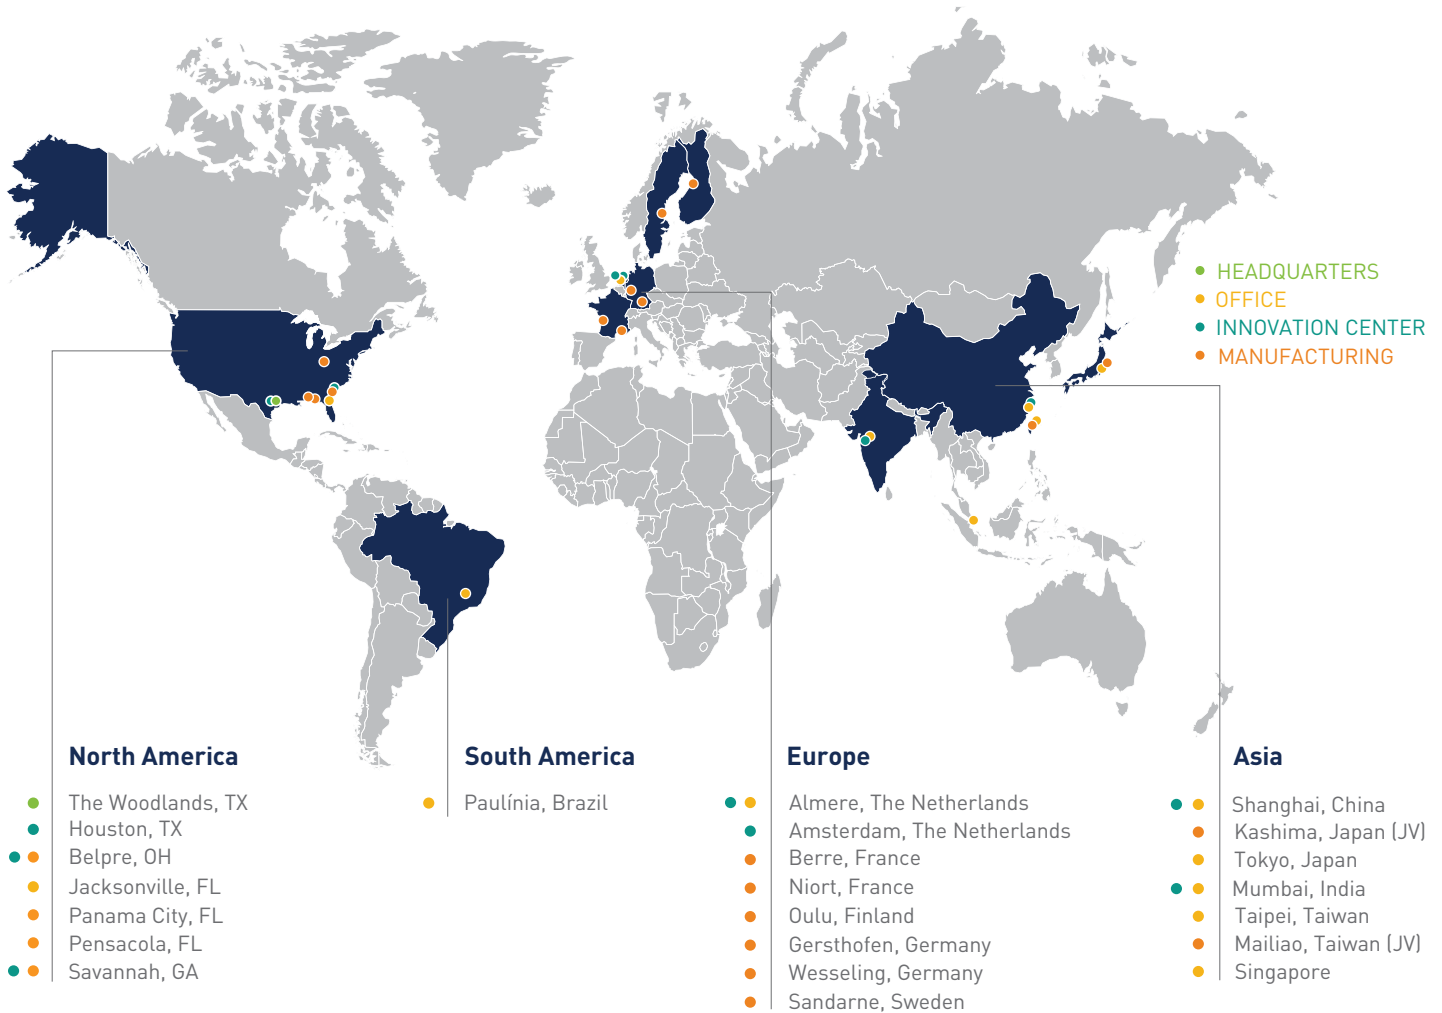 HEADQUARTERS
OFFICE
INNOVATION CENTER
MANUFACTURING
North America
The Woodlands, TX
Houston, TX
Belpre, OH
Jacksonville, FL
Panama City, FL
Pensacola, FL
Savannah, GA
South America
Paulínia, Brazil
Europe
Almere, The Netherlands
Amsterdam, The Netherlands
Berre, France
Niort, France
Oulu, Finland
Gersthofen, Germany
Wesseling, Germany
Sandarne, Sweden
Asia
Shanghai, China
Kashima, Japan (JV)
Tokyo, Japan
Mumbai, India
Taipei, Taiwan
Mailiao, Taiwan (JV)
Singapore